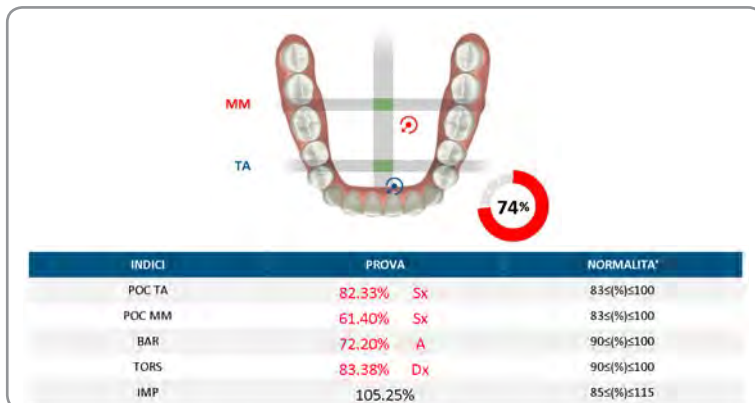 MM
TA
74%
INDICI PROVA NORMALITA'
POC TA 82.33% Sx 83≤(%)≤100
POC MM 61.40% Sx 83≤(%)≤100
BAR 72.20% A 90≤(%)≤100
TORS 83.38% Dx 90≤(%)≤100
IMP 105.25% 85≤(%)≤115